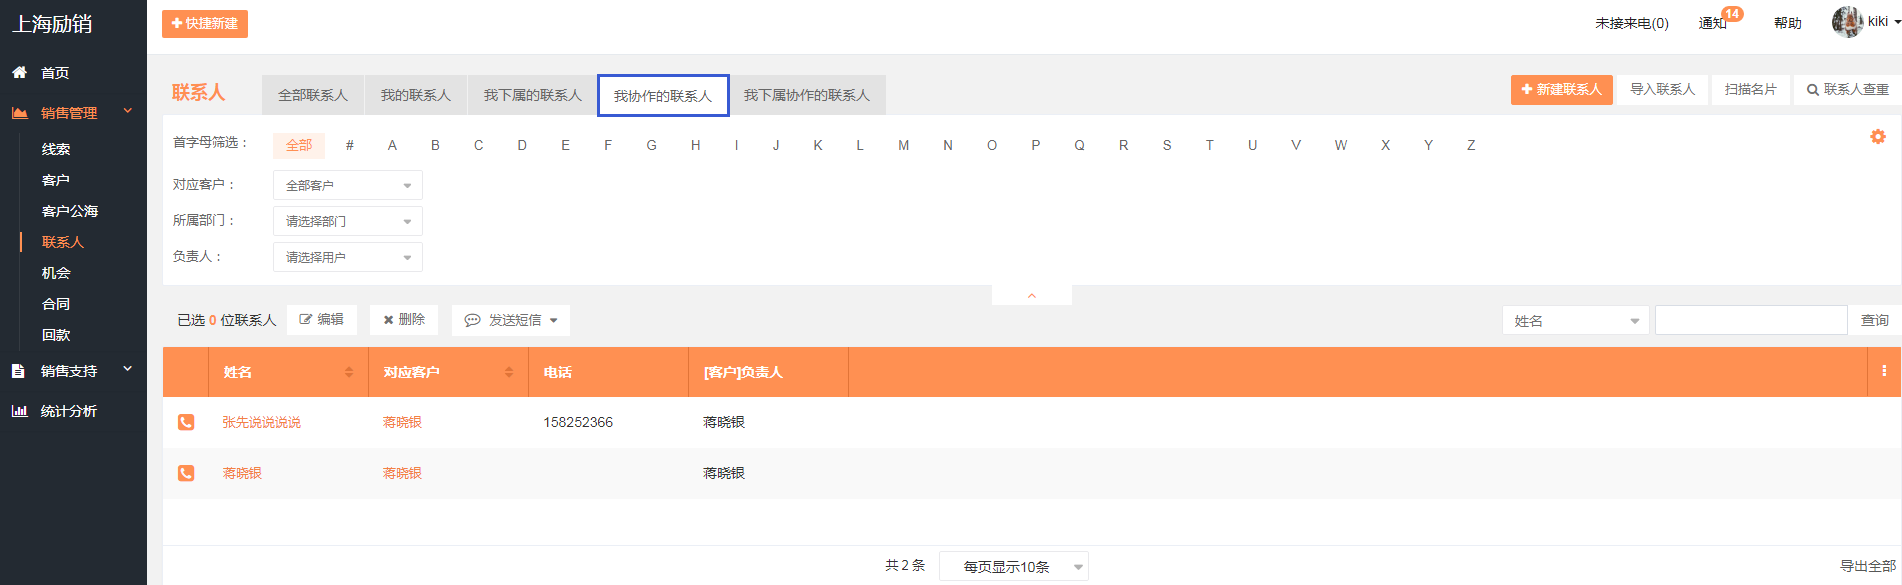 上海励销
快捷新建
未接来电(0)
通知
14
帮助
kiki
首页
销售管理
线索
客户
客户公海
联系人
机会
合同
回款
销售支持
统计分析
联系人
全部联系人
我的联系人
我下属的联系人
我协作的联系人
我下属协作的联系人
新建联系人
导入联系人
扫描名片
联系人查重
首字母筛选：
全部 # A B C D E F G H I J K L M N O P Q R S T U V W X Y Z
对应客户：
全部客户
所属部门：
请选择部门
负责人：
请选择用户
已选 0 位联系人
编辑
删除
发送短信
姓名
查询
姓名 对应客户 电话 [客户]负责人
张先说说说说 蒋晓银 158252366 蒋晓银
蒋晓银 蒋晓银 蒋晓银
共 2 条
每页显示10条
导出全部